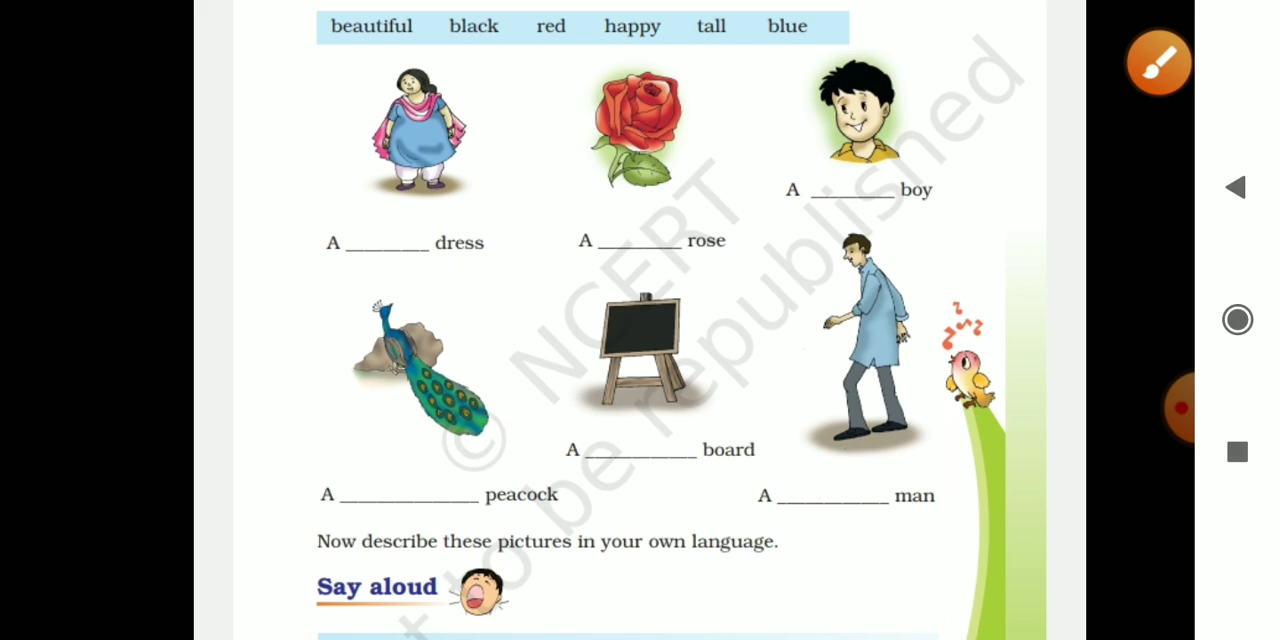 beautiful black red happy tall blue
A ________ boy
A ________ dress
A ________ rose
A ___________ board
A ______________ peacock
A ___________ man
Now describe these pictures in your own language.
Say aloud
© NCERT
not to be republished